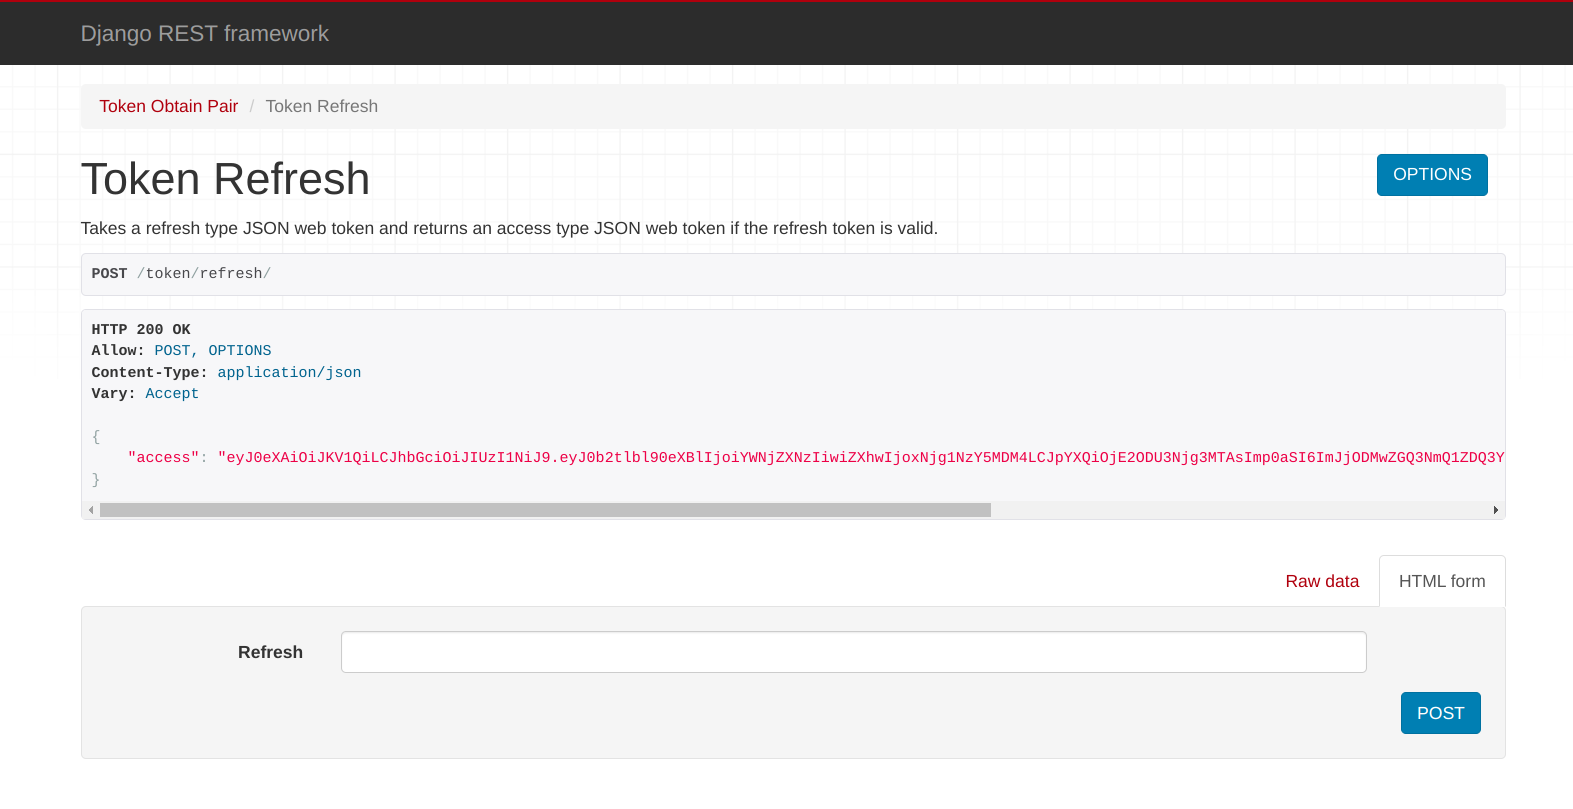 Django REST framework
Token Obtain Pair / Token Refresh
Token Refresh
OPTIONS
Takes a refresh type JSON web token and returns an access type JSON web token if the refresh token is valid.
POST /token/refresh/
HTTP 200 OK
Allow: POST, OPTIONS
Content-Type: application/json
Vary: Accept
{
"access": "eyJ0eXAiOiJKV1QiLCJhbGciOiJIUzI1NiJ9.eyJ0b2tlbl90eXBlIjoiYWNjZXNzIiwiZXhwIjoxNjg1NzY5MDM4LCJpYXQiOjE2ODU3Njg3MTAsImp0aSI6ImJjODMwZGQ3NmQ1ZDQ3Y
}
Raw data
HTML form
Refresh
POST